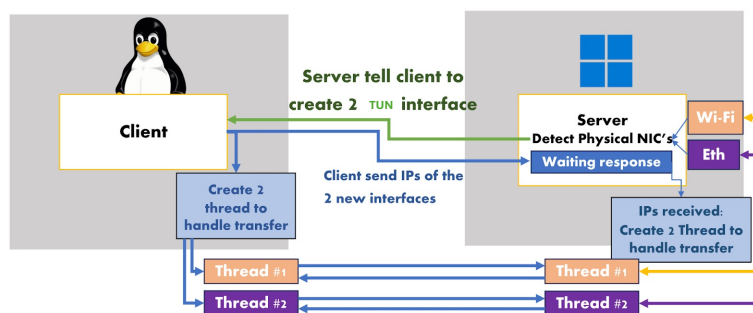 Server tell client to
create 2 TUN interface
Client
Server
Detect Physical NIC's
Waiting response
Wi-Fi
Eth
Client send IPs of the
2 new interfaces
Create 2
thread to
handle transfer
IPs received:
Create 2 Thread to
handle transfer
Thread #1
Thread #1
Thread #2
Thread #2